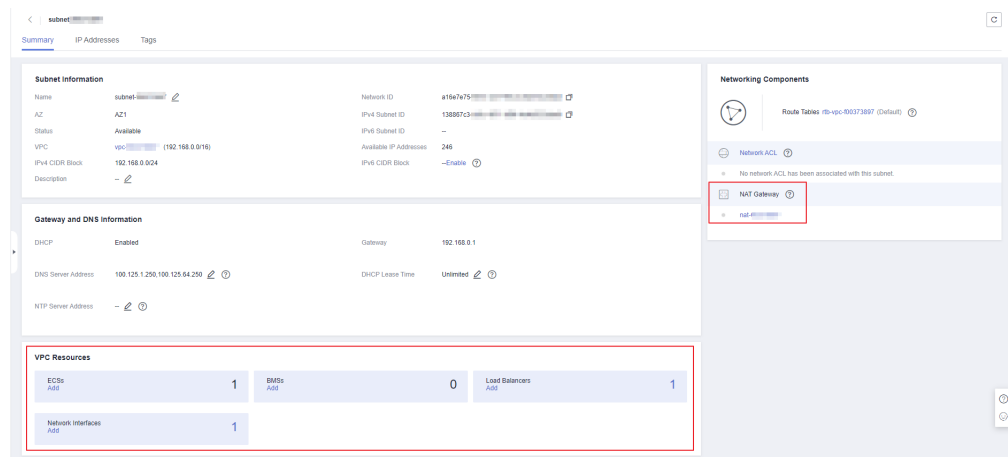 subnet
Summary IP Addresses Tags
Subnet Information
Name subnet- Network ID a16e7e75-
AZ AZ1 IPv4 Subnet ID 138867c3-
Status Available IPv6 Subnet ID --
VPC vpc- (192.168.0.0/16) Available IP Addresses 246
IPv4 CIDR Block 192.168.0.0/24 IPv6 CIDR Block --Enable
Description --
Gateway and DNS Information
DHCP Enabled Gateway 192.168.0.1
DNS Server Address 100.125.1.250,100.125.64.250 DHCP Lease Time Unlimited
NTP Server Address --
VPC Resources
ECSs 1 BMSs 0 Load Balancers 1
Add Add Add
Network Interfaces 1
Add
Networking Components
Route Tables rtb-vpc-f00373897 (Default)
Network ACL
No network ACL has been associated with this subnet.
NAT Gateway
nat-